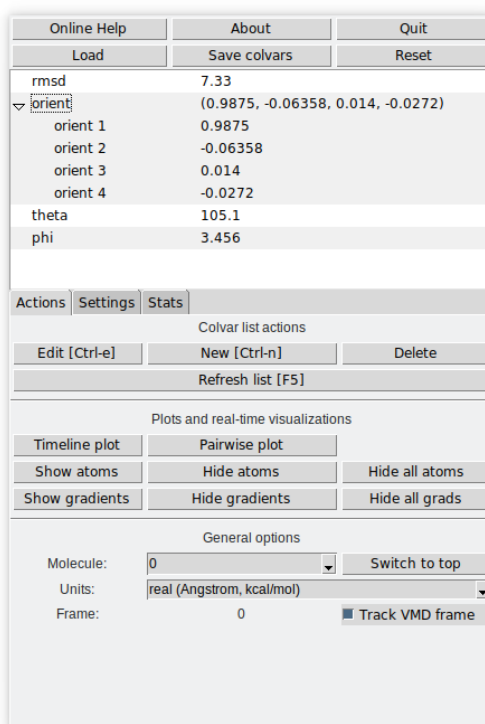 Online Help About Quit
Load Save colvars Reset
rmsd 7.33
orient (0.9875, -0.06358, 0.014, -0.0272)
orient 1 0.9875
orient 2 -0.06358
orient 3 0.014
orient 4 -0.0272
theta 105.1
phi 3.456
Actions Settings Stats
Colvar list actions
Edit [Ctrl-e] New [Ctrl-n] Delete
Refresh list [F5]
Plots and real-time visualizations
Timeline plot Pairwise plot
Show atoms Hide atoms Hide all atoms
Show gradients Hide gradients Hide all grads
General options
Molecule: 0 Switch to top
Units: real (Angstrom, kcal/mol)
Frame: 0 Track VMD frame